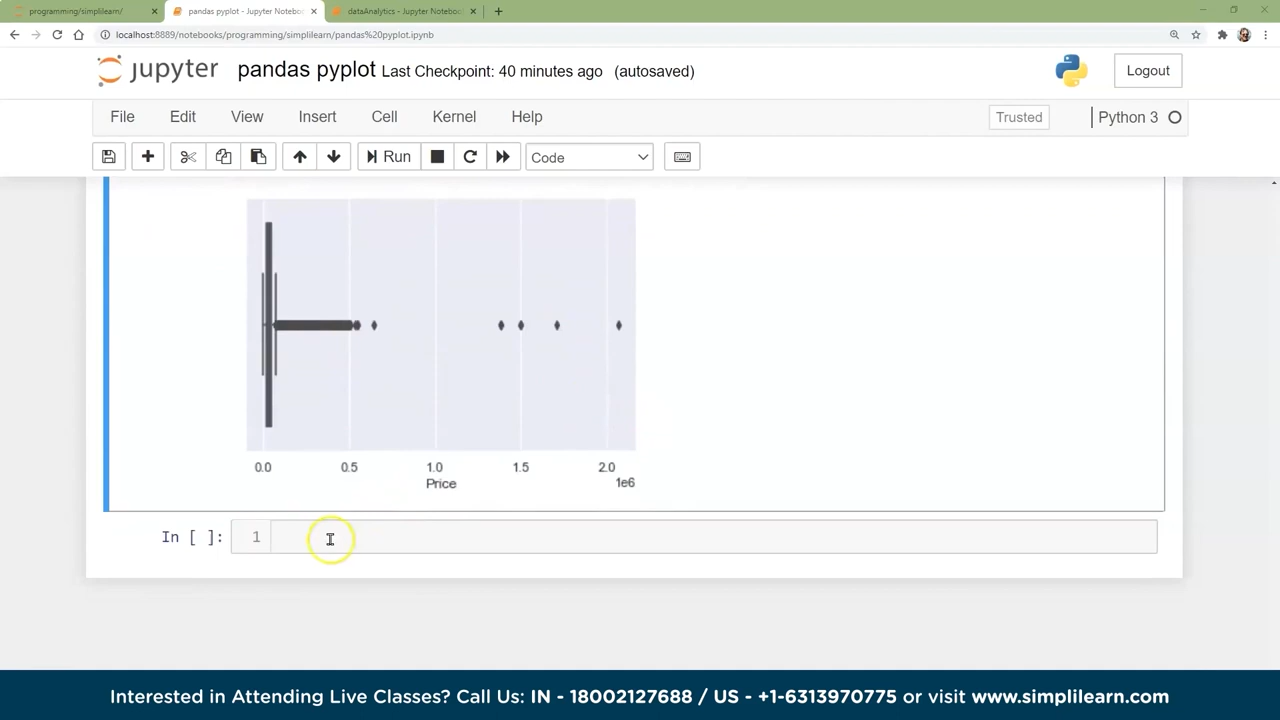 programming/simplilearn/
pandas pyplot - Jupyter Notebo
dataAnalytics - Jupyter Notebook
localhost:8889/notebooks/programming/simplilearn/pandas%20pyplot.ipynb
jupyter pandas pyplot Last Checkpoint: 40 minutes ago (autosaved)
Logout
File Edit View Insert Cell Kernel Help
Trusted
Python 3
Run
Code
0.0 0.5 1.0 1.5 2.0
Price
1e6
In [ ]: 1
Interested in Attending Live Classes? Call Us: IN - 18002127688 / US - +1-6313970775 or visit www.simplilearn.com